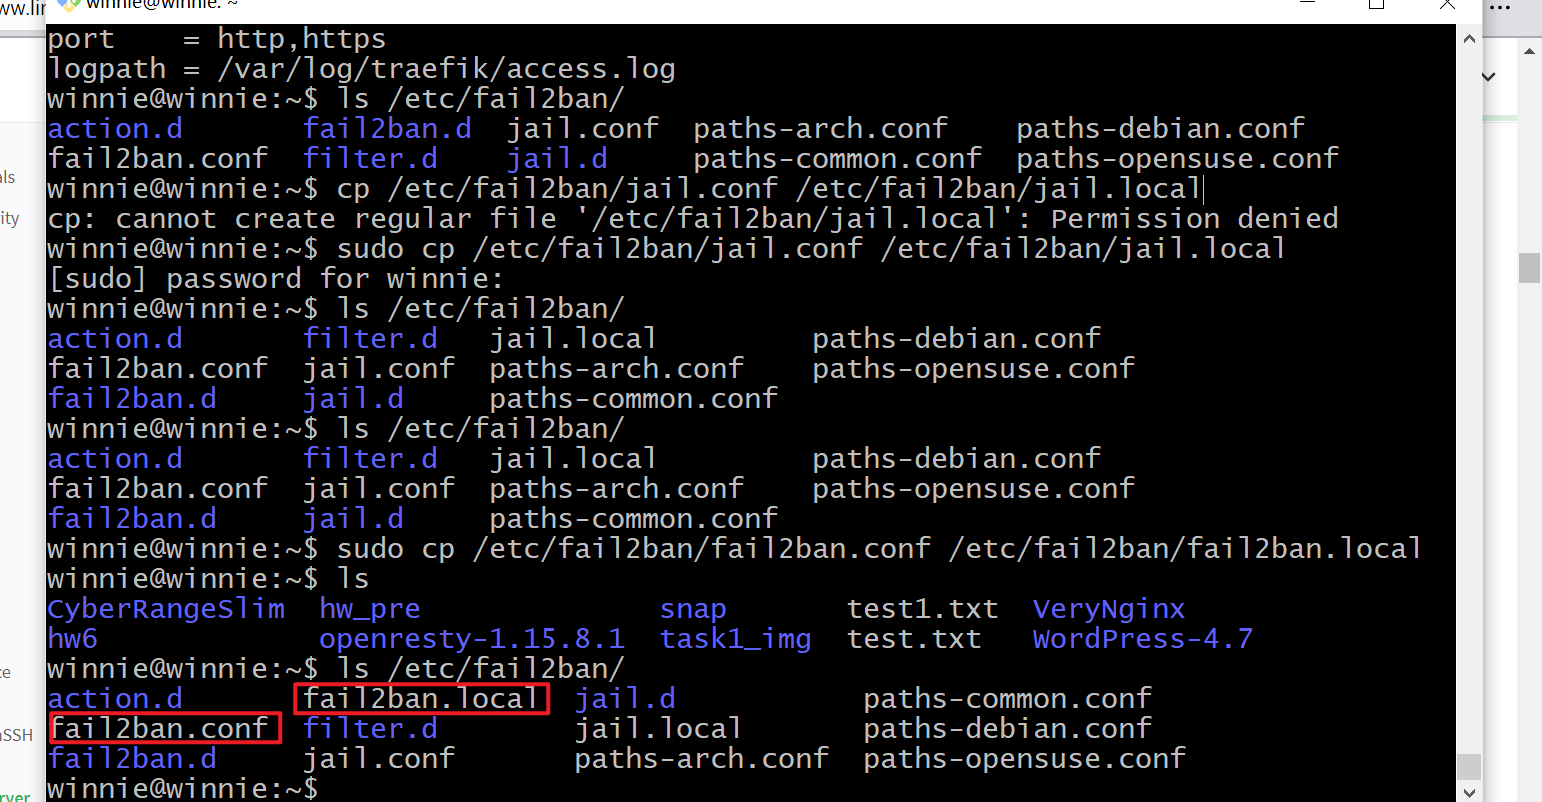 winnie@winnie: ~
port    = http,https
logpath = /var/log/traefik/access.log
winnie@winnie:~$ ls /etc/fail2ban/
action.d       fail2ban.d  jail.conf  paths-arch.conf    paths-debian.conf
fail2ban.conf  filter.d    jail.d     paths-common.conf  paths-opensuse.conf
winnie@winnie:~$ cp /etc/fail2ban/jail.conf /etc/fail2ban/jail.local
cp: cannot create regular file '/etc/fail2ban/jail.local': Permission denied
winnie@winnie:~$ sudo cp /etc/fail2ban/jail.conf /etc/fail2ban/jail.local
[sudo] password for winnie:
winnie@winnie:~$ ls /etc/fail2ban/
action.d       filter.d   jail.local         paths-debian.conf
fail2ban.conf  jail.conf  paths-arch.conf    paths-opensuse.conf
fail2ban.d     jail.d     paths-common.conf
winnie@winnie:~$ ls /etc/fail2ban/
action.d       filter.d   jail.local         paths-debian.conf
fail2ban.conf  jail.conf  paths-arch.conf    paths-opensuse.conf
fail2ban.d     jail.d     paths-common.conf
winnie@winnie:~$ sudo cp /etc/fail2ban/fail2ban.conf /etc/fail2ban/fail2ban.local
winnie@winnie:~$ ls
CyberRangeSlim  hw_pre              snap       test1.txt  VeryNginx
hw6             openresty-1.15.8.1  task1_img  test.txt   WordPress-4.7
winnie@winnie:~$ ls /etc/fail2ban/
action.d       fail2ban.local  jail.d           paths-common.conf
fail2ban.conf  filter.d        jail.local       paths-debian.conf
fail2ban.d     jail.conf       paths-arch.conf  paths-opensuse.conf
winnie@winnie:~$